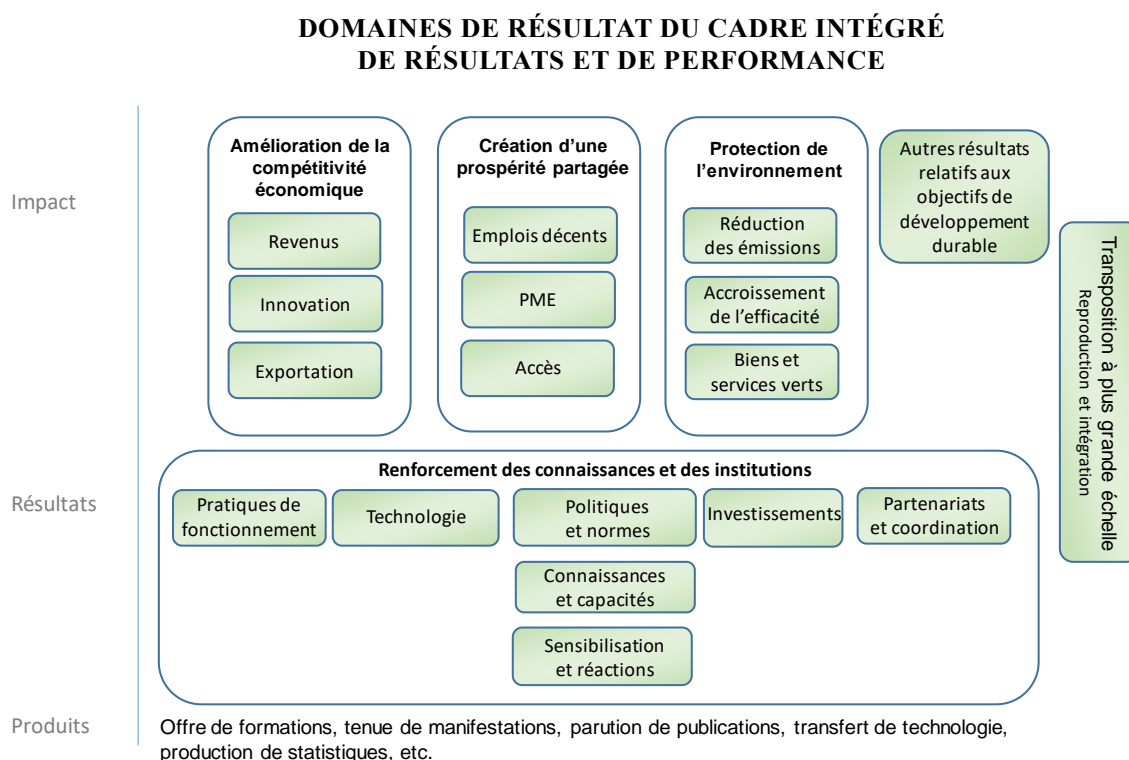 DOMAINES DE RÉSULTAT DU CADRE INTÉGRÉ
DE RÉSULTATS ET DE PERFORMANCE
Impact
Amélioration de la
compétitivité
économique
Revenus
Innovation
Exportation
Création d’une
prospérité partagée
Emplois décents
PME
Accès
Protection de
l’environnement
Réduction
des émissions
Accroissement
de l’efficacité
Biens et
services verts
Autres résultats
relatifs aux
objectifs de
développement
durable
Transposition à plus grande échelle
Reproduction et intégration
Résultats
Renforcement des connaissances et des institutions
Pratiques de
fonctionnement
Technologie
Politiques
et normes
Investissements
Partenariats
et coordination
Connaissances
et capacités
Sensibilisation
et réactions
Produits
Offre de formations, tenue de manifestations, parution de publications, transfert de technologie,
production de statistiques, etc.